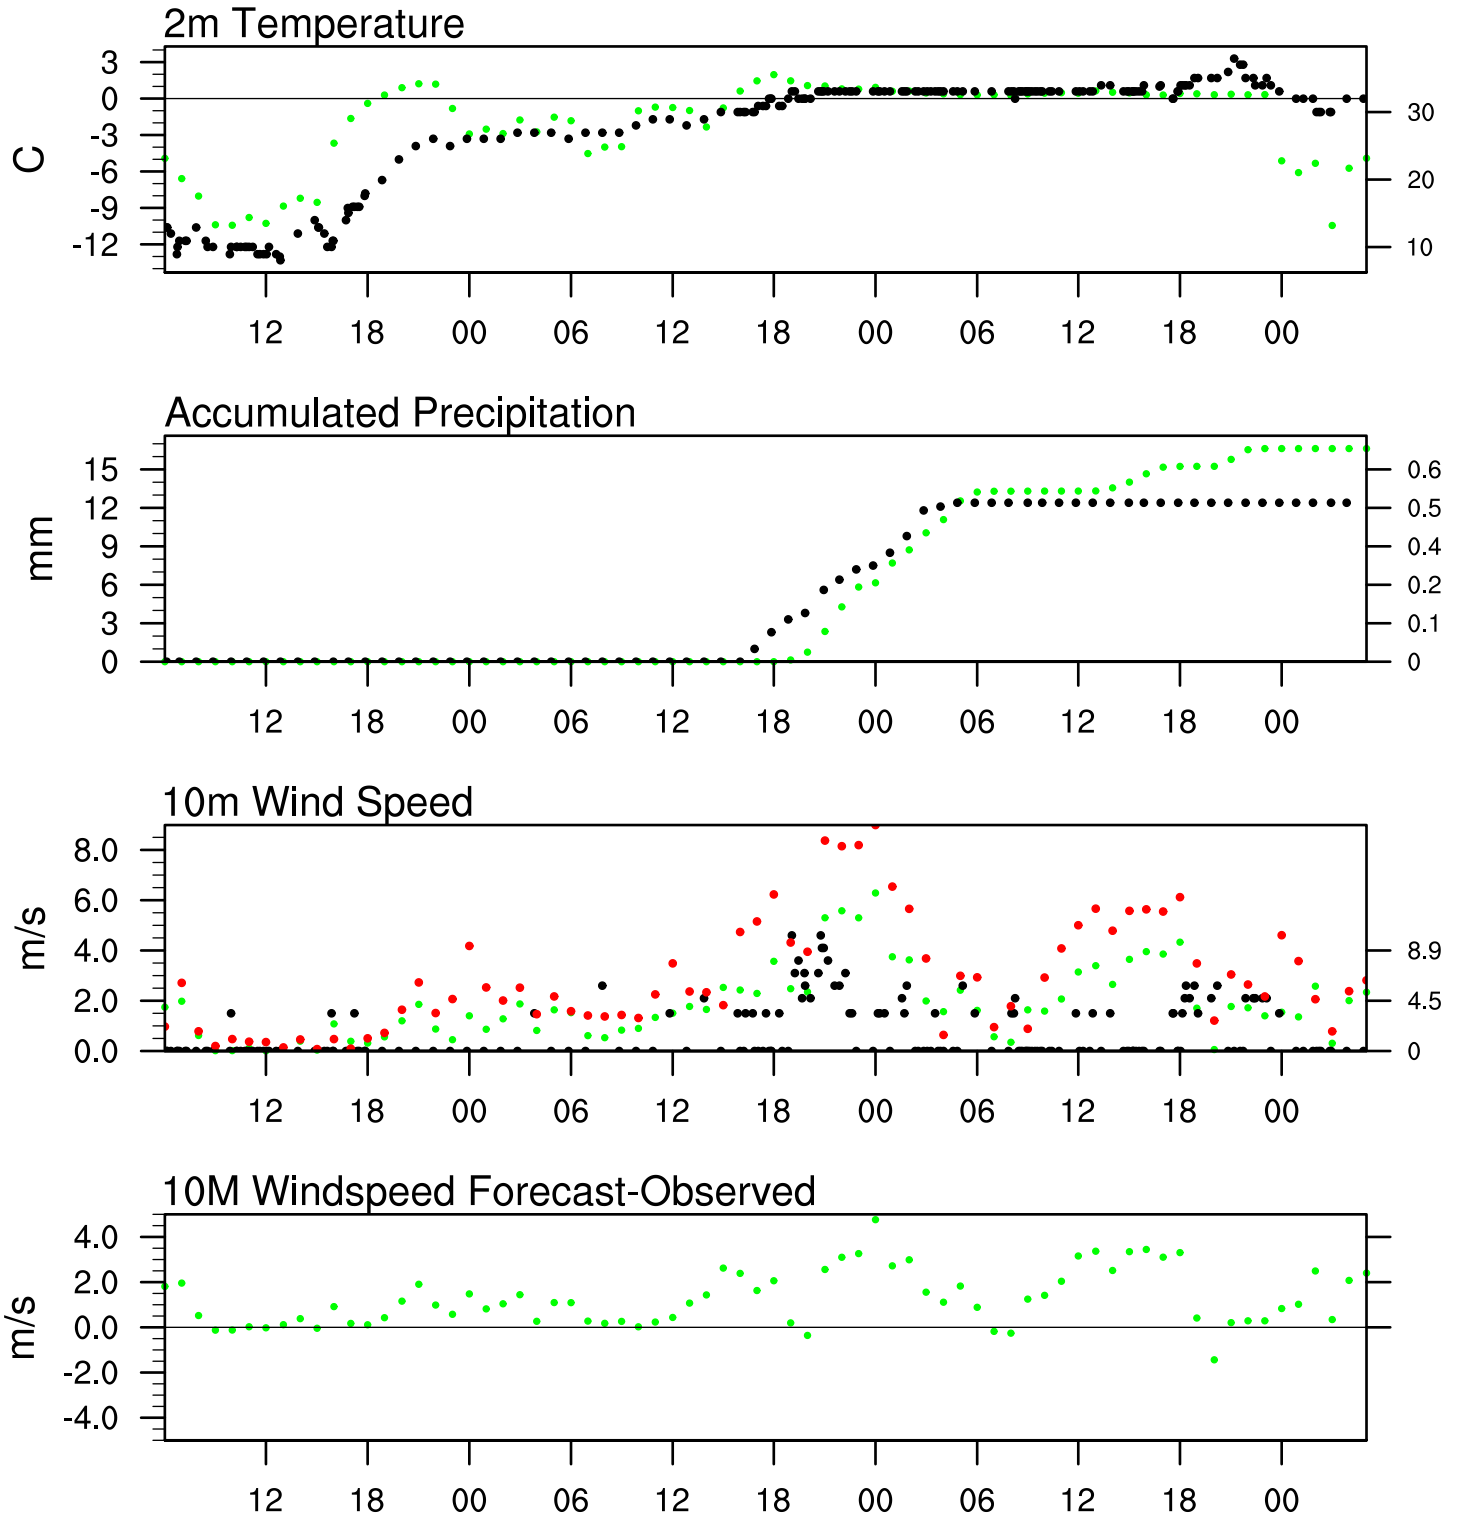 2m Temperature
3
0
-3
-6
-9
-12
C
30
20
10
12 18 00 06 12 18 00 06 12 18 00
Accumulated Precipitation
15
12
9
6
3
0
mm
0.6
0.5
0.4
0.2
0.1
0
12 18 00 06 12 18 00 06 12 18 00
10m Wind Speed
8.0
6.0
4.0
2.0
0.0
m/s
8.9
4.5
0
12 18 00 06 12 18 00 06 12 18 00
10M Windspeed Forecast-Observed
4.0
2.0
0.0
-2.0
-4.0
m/s
12 18 00 06 12 18 00 06 12 18 00